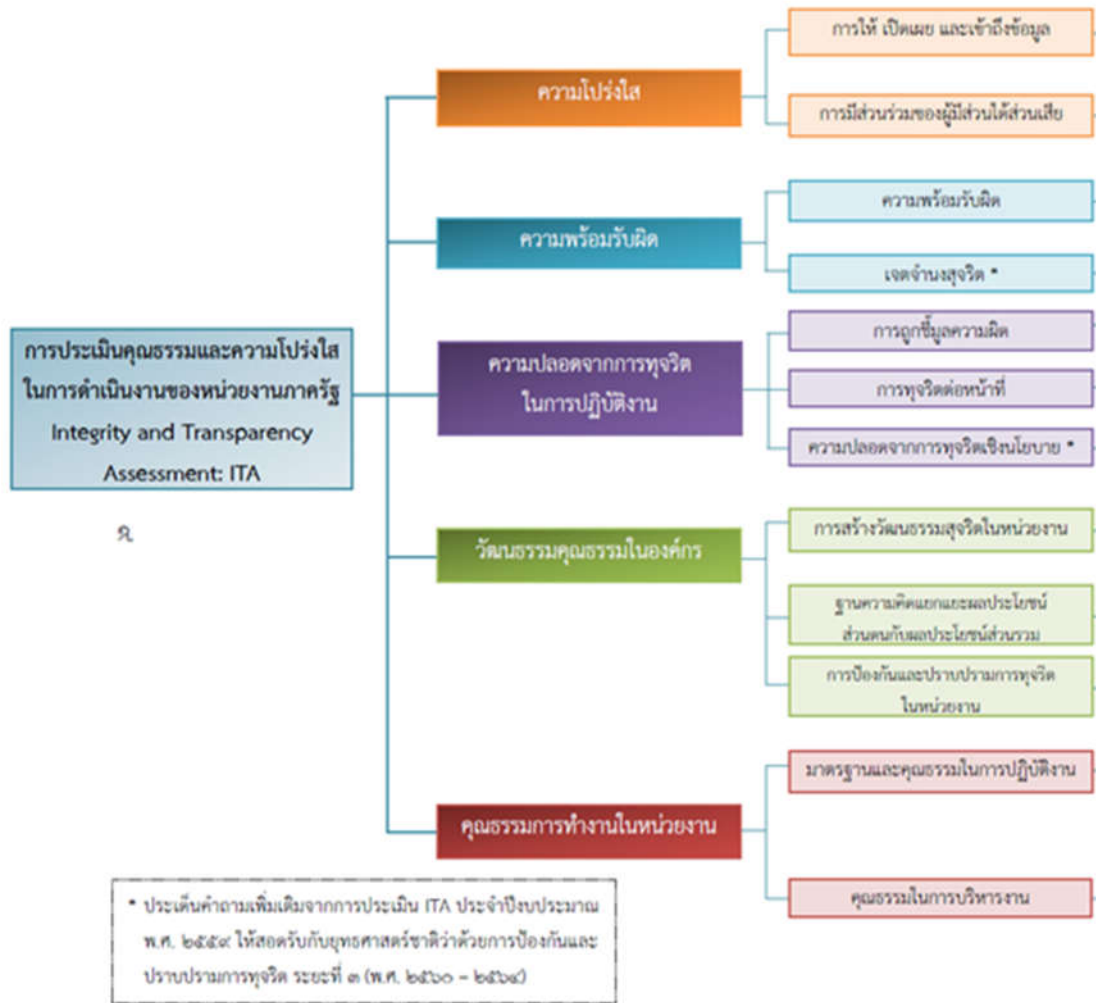 การประเมินคุณธรรมและความโปร่งใส
ในการดำเนินงานของหน่วยงานภาครัฐ
Integrity and Transparency
Assessment: ITA
ความโปร่งใส
การให้ เปิดเผย และเข้าถึงข้อมูล
การมีส่วนร่วมของผู้มีส่วนได้ส่วนเสีย
ความพร้อมรับผิด
ความพร้อมรับผิด
เจตจำนงสุจริต *
ความปลอดจากการทุจริต
ในการปฏิบัติงาน
การถูกชี้มูลความผิด
การทุจริตต่อหน้าที่
ความปลอดจากการทุจริตเชิงนโยบาย *
วัฒนธรรมคุณธรรมในองค์กร
การสร้างวัฒนธรรมสุจริตในหน่วยงาน
ฐานความคิดแยกแยะผลประโยชน์
ส่วนตนกับผลประโยชน์ส่วนรวม
การป้องกันและปราบปรามการทุจริต
ในหน่วยงาน
คุณธรรมการทำงานในหน่วยงาน
มาตรฐานและคุณธรรมในการปฏิบัติงาน
คุณธรรมในการบริหารงาน
* ประเด็นคำถามเพิ่มเติมจากการประเมิน ITA ประจำปีงบประมาณ
พ.ศ. ๒๕๕๙ ให้สอดรับกับยุทธศาสตร์ชาติว่าด้วยการป้องกันและ
ปราบปรามการทุจริต ระยะที่ ๓ (พ.ศ. ๒๕๖๐ – ๒๕๖๔)